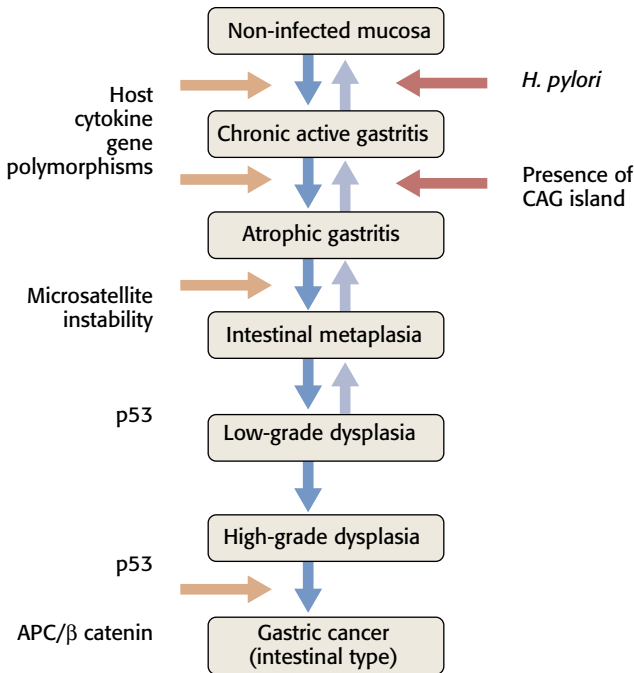 Non-infected mucosa
Host
cytokine
gene
polymorphisms
H. pylori
Chronic active gastritis
Presence of
CAG island
Atrophic gastritis
Microsatellite
instability
Intestinal metaplasia
p53
Low-grade dysplasia
High-grade dysplasia
p53
APC/β catenin
Gastric cancer
(intestinal type)